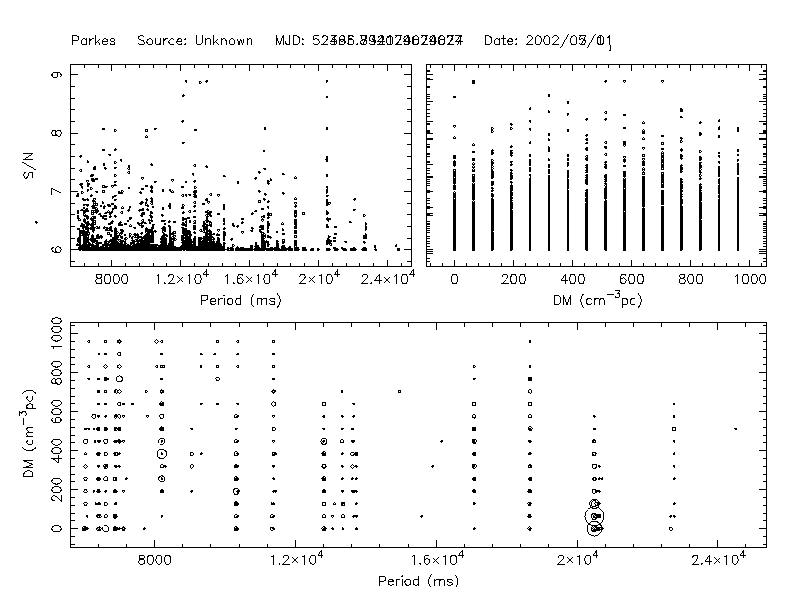 Parkes Source: Unknown MJD: Date: 2002/05/01
S/N
9
8
7
6
8000 1.2×10⁴ 1.6×10⁴ 2×10⁴ 2.4×10⁴
Period (ms)
0 200 400 600 800 1000
DM (cm⁻³pc)
DM (cm⁻³pc)
1000
800
600
400
200
0
8000 1.2×10⁴ 1.6×10⁴ 2×10⁴ 2.4×10⁴
Period (ms)